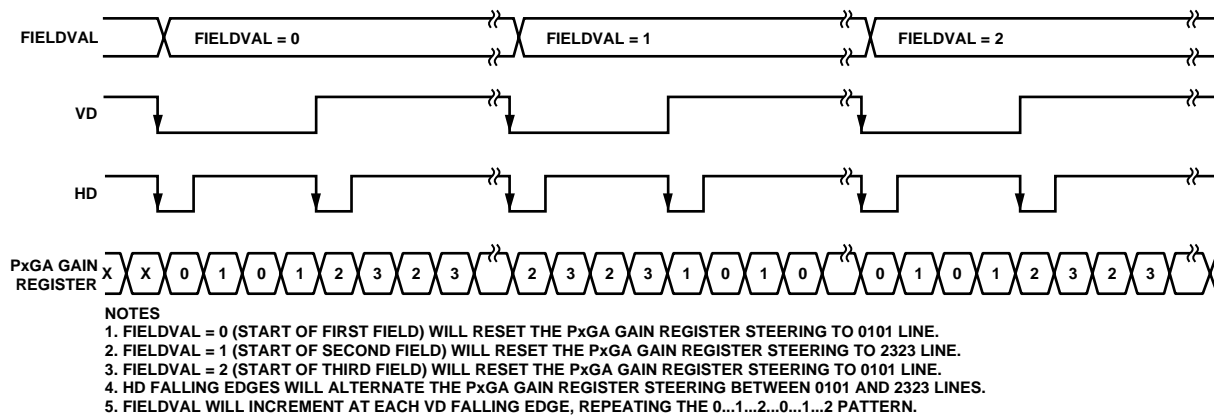 FIELDVAL FIELDVAL = 0 FIELDVAL = 1 FIELDVAL = 2
VD
HD
PxGA GAIN
REGISTER
X X 0 1 0 1 2 3 2 3 2 3 2 3 1 0 1 0 0 1 0 1 2 3 2 3
NOTES
1. FIELDVAL = 0 (START OF FIRST FIELD) WILL RESET THE PxGA GAIN REGISTER STEERING TO 0101 LINE.
2. FIELDVAL = 1 (START OF SECOND FIELD) WILL RESET THE PxGA GAIN REGISTER STEERING TO 2323 LINE.
3. FIELDVAL = 2 (START OF THIRD FIELD) WILL RESET THE PxGA GAIN REGISTER STEERING TO 0101 LINE.
4. HD FALLING EDGES WILL ALTERNATE THE PxGA GAIN REGISTER STEERING BETWEEN 0101 AND 2323 LINES.
5. FIELDVAL WILL INCREMENT AT EACH VD FALLING EDGE, REPEATING THE 0...1...2...0...1...2 PATTERN.